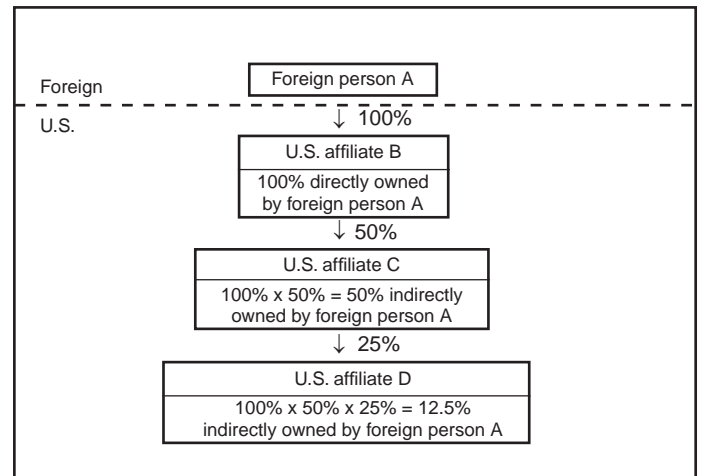 Foreign person A
Foreign
↓ 100%
U.S.
U.S. affiliate B
100% directly owned
by foreign person A
↓ 50%
U.S. affiliate C
100% x 50% = 50% indirectly
owned by foreign person A
↓ 25%
U.S. affiliate D
100% x 50% x 25% = 12.5%
indirectly owned by foreign person A